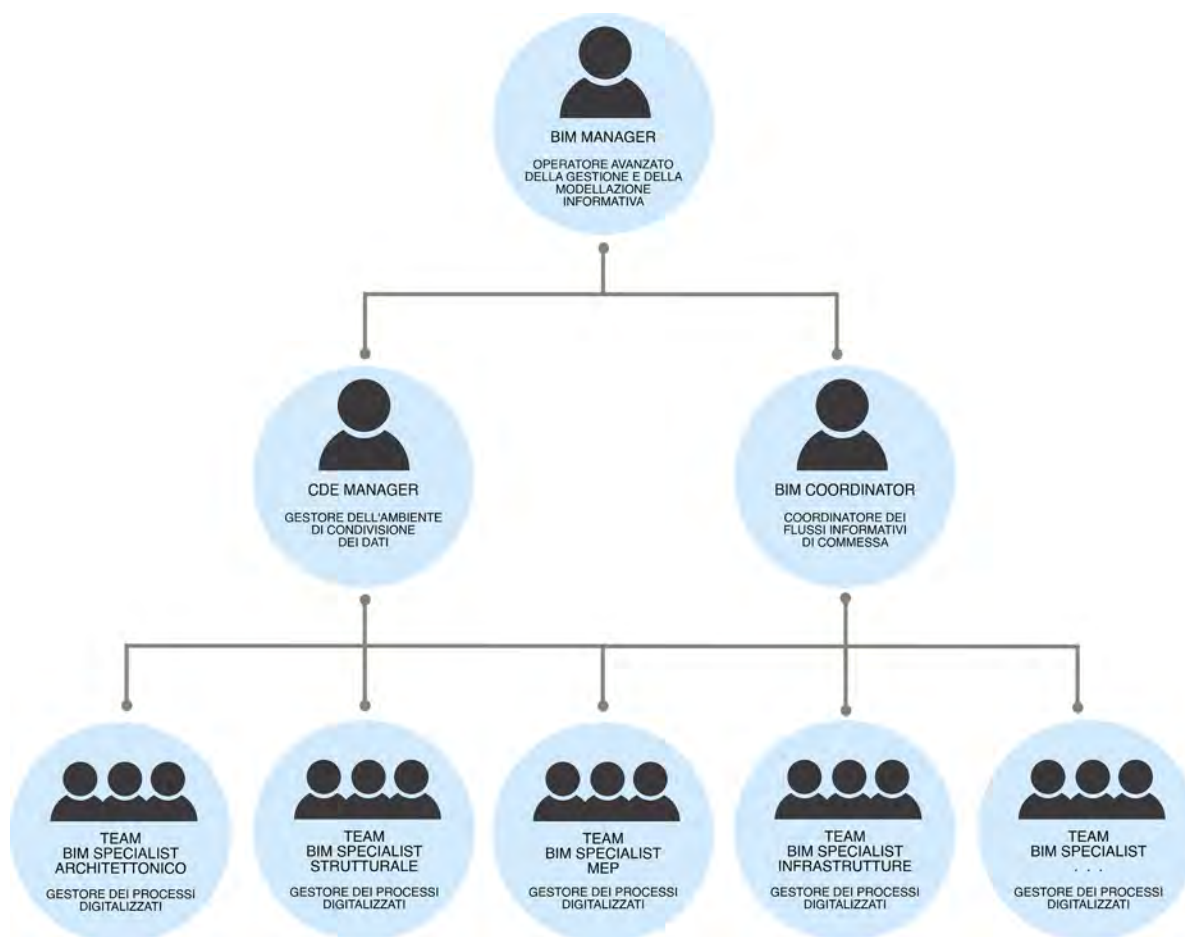 BIM MANAGER
OPERATORE AVANZATO
DELLA GESTIONE E DELLA
MODELLAZIONE
INFORMATIVA
CDE MANAGER
GESTORE DELL'AMBIENTE
DI CONDIVISIONE
DEI DATI
BIM COORDINATOR
COORDINATORE DEI
FLUSSI INFORMATIVI
DI COMMESSA
TEAM
BIM SPECIALIST
ARCHITETTONICO
GESTORE DEI PROCESSI
DIGITALIZZATI
TEAM
BIM SPECIALIST
STRUTTURALE
GESTORE DEI PROCESSI
DIGITALIZZATI
TEAM
BIM SPECIALIST
MEP
GESTORE DEI PROCESSI
DIGITALIZZATI
TEAM
BIM SPECIALIST
INFRASTRUTTURE
GESTORE DEI PROCESSI
DIGITALIZZATI
TEAM
BIM SPECIALIST
. . .
GESTORE DEI PROCESSI
DIGITALIZZATI